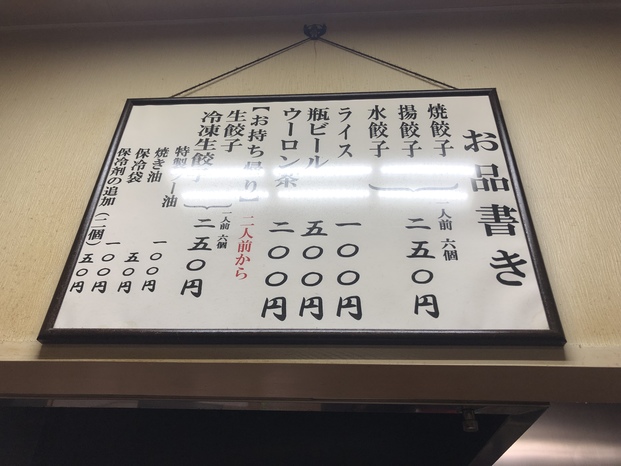 お品書き
焼餃子
揚餃子
水餃子
一人前 六個
二五〇円
ライス 一〇〇円
瓶ビール 五〇〇円
ウーロン茶 二〇〇円
【お持ち帰り】 二人前から
生餃子
冷凍生餃子
一人前 六個
二五〇円
特製ラー油
焼き油 一〇〇円
保冷袋 五〇円
保冷剤の追加(二個) 一〇〇円
五〇円